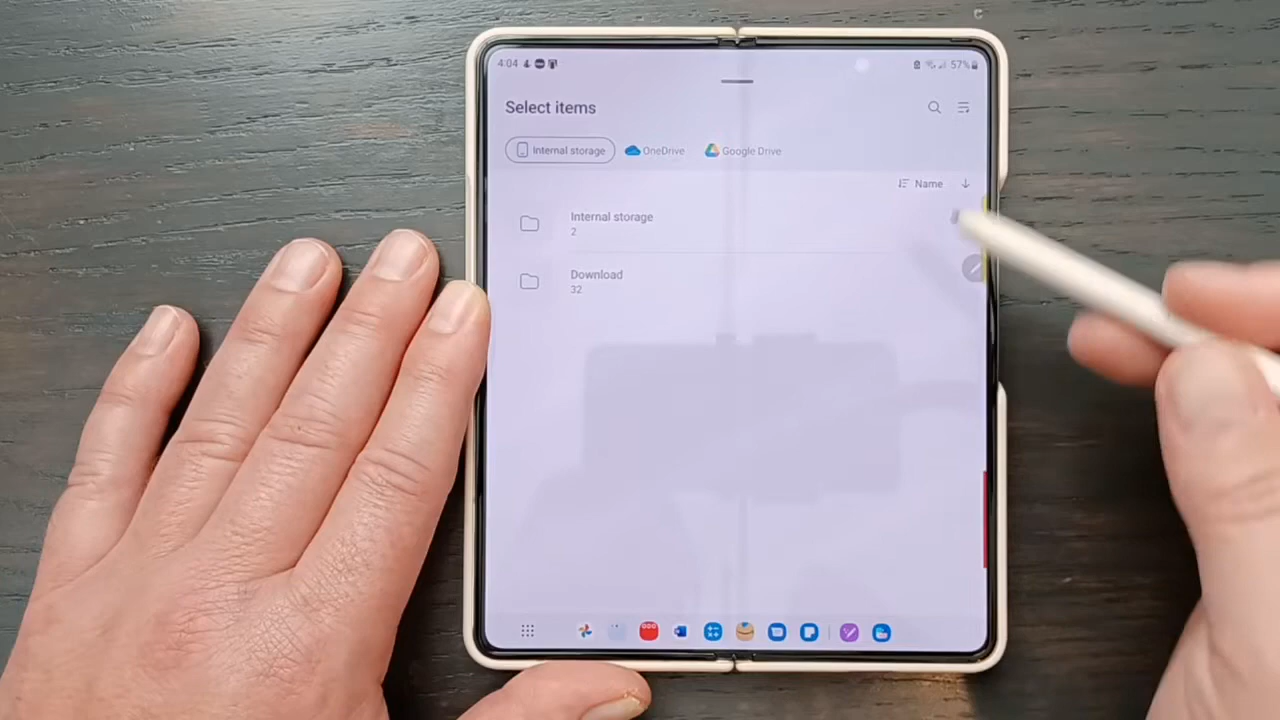 4:04
57%
Select items
Internal storage
OneDrive
Google Drive
Name
Internal storage
2
Download
32